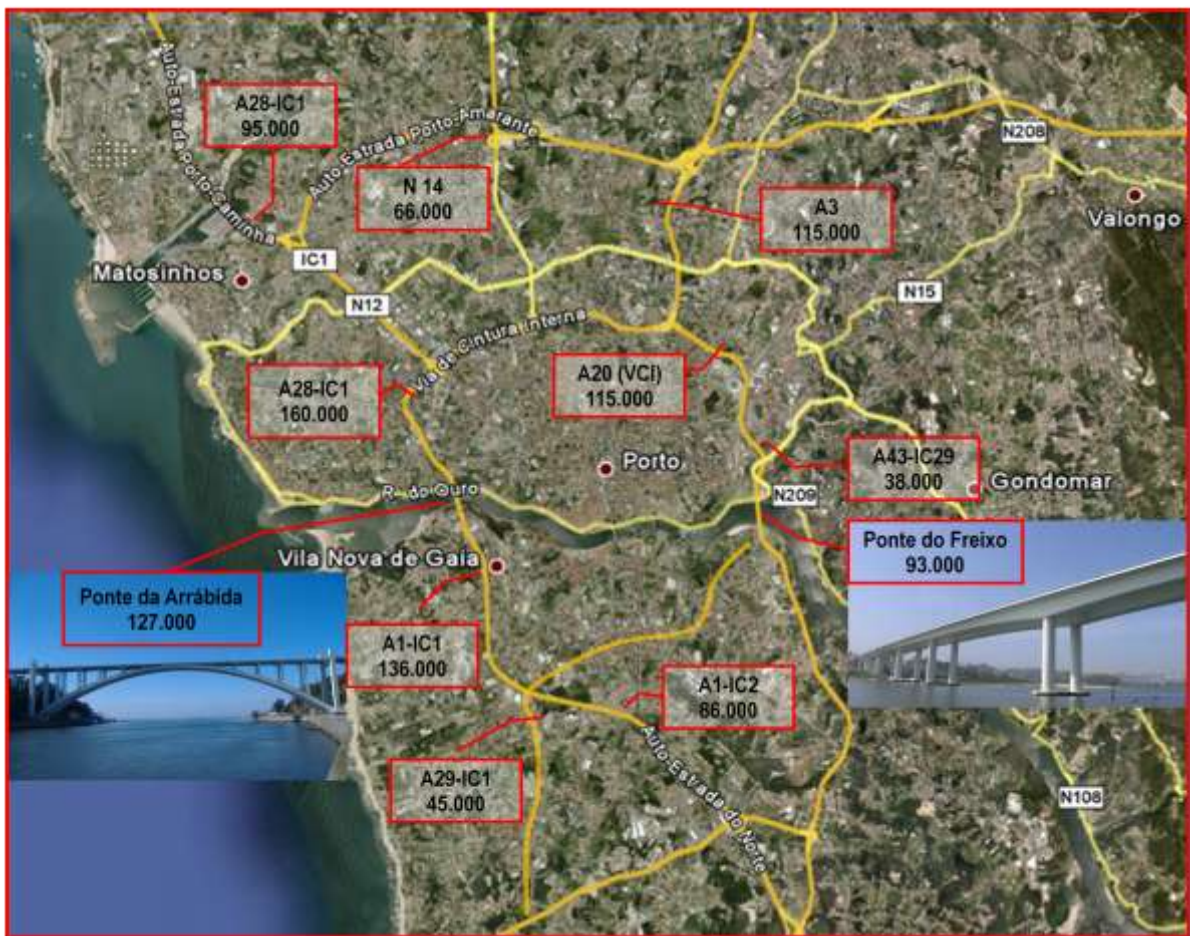 A28-IC1
95.000
Auto-Estrada Porto-Caminha
Auto-Estrada Porto-Amarante
N208
N 14
66.000
A3
115.000
Valongo
IC1
Matosinhos
N12
N15
Via de Cintura Interna
A28-IC1
160.000
A20 (VCI)
115.000
Porto
A43-IC29
38.000
Gondomar
R. do Ouro
N209
Vila Nova de Gaia
Ponte do Freixo
93.000
Ponte da Arrábida
127.000
A1-IC1
136.000
A1-IC2
86.000
A29-IC1
45.000
Auto-Estrada do Norte
N108